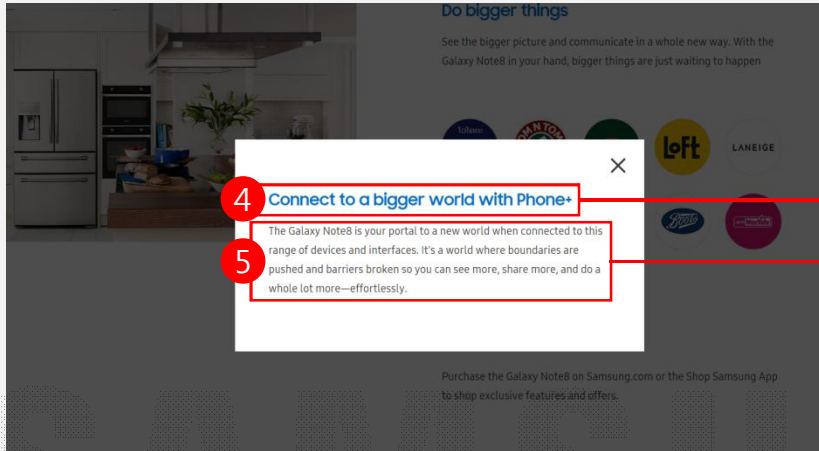 Do bigger things
See the bigger picture and communicate in a whole new way. With the
Galaxy Note8 in your hand, bigger things are just waiting to happen
TOM N TOM
Loft
LANEIGE
4
Connect to a bigger world with Phone+
5
The Galaxy Note8 is your portal to a new world when connected to this
range of devices and interfaces. It's a world where boundaries are
pushed and barriers broken so you can see more, share more, and do a
whole lot more—effortlessly.
Boots
Purchase the Galaxy Note8 on Samsung.com or the Shop Samsung App
to shop exclusive features and offers.